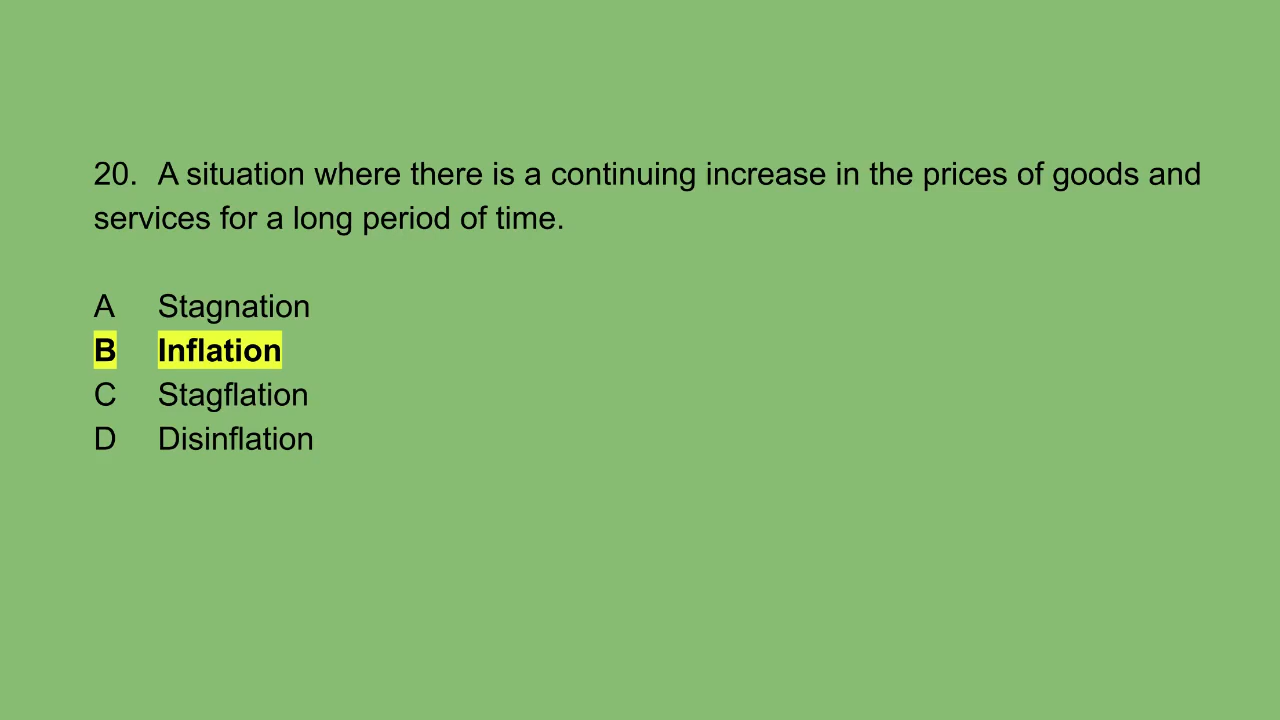 20. A situation where there is a continuing increase in the prices of goods and
services for a long period of time.
A Stagnation
B Inflation
C Stagflation
D Disinflation